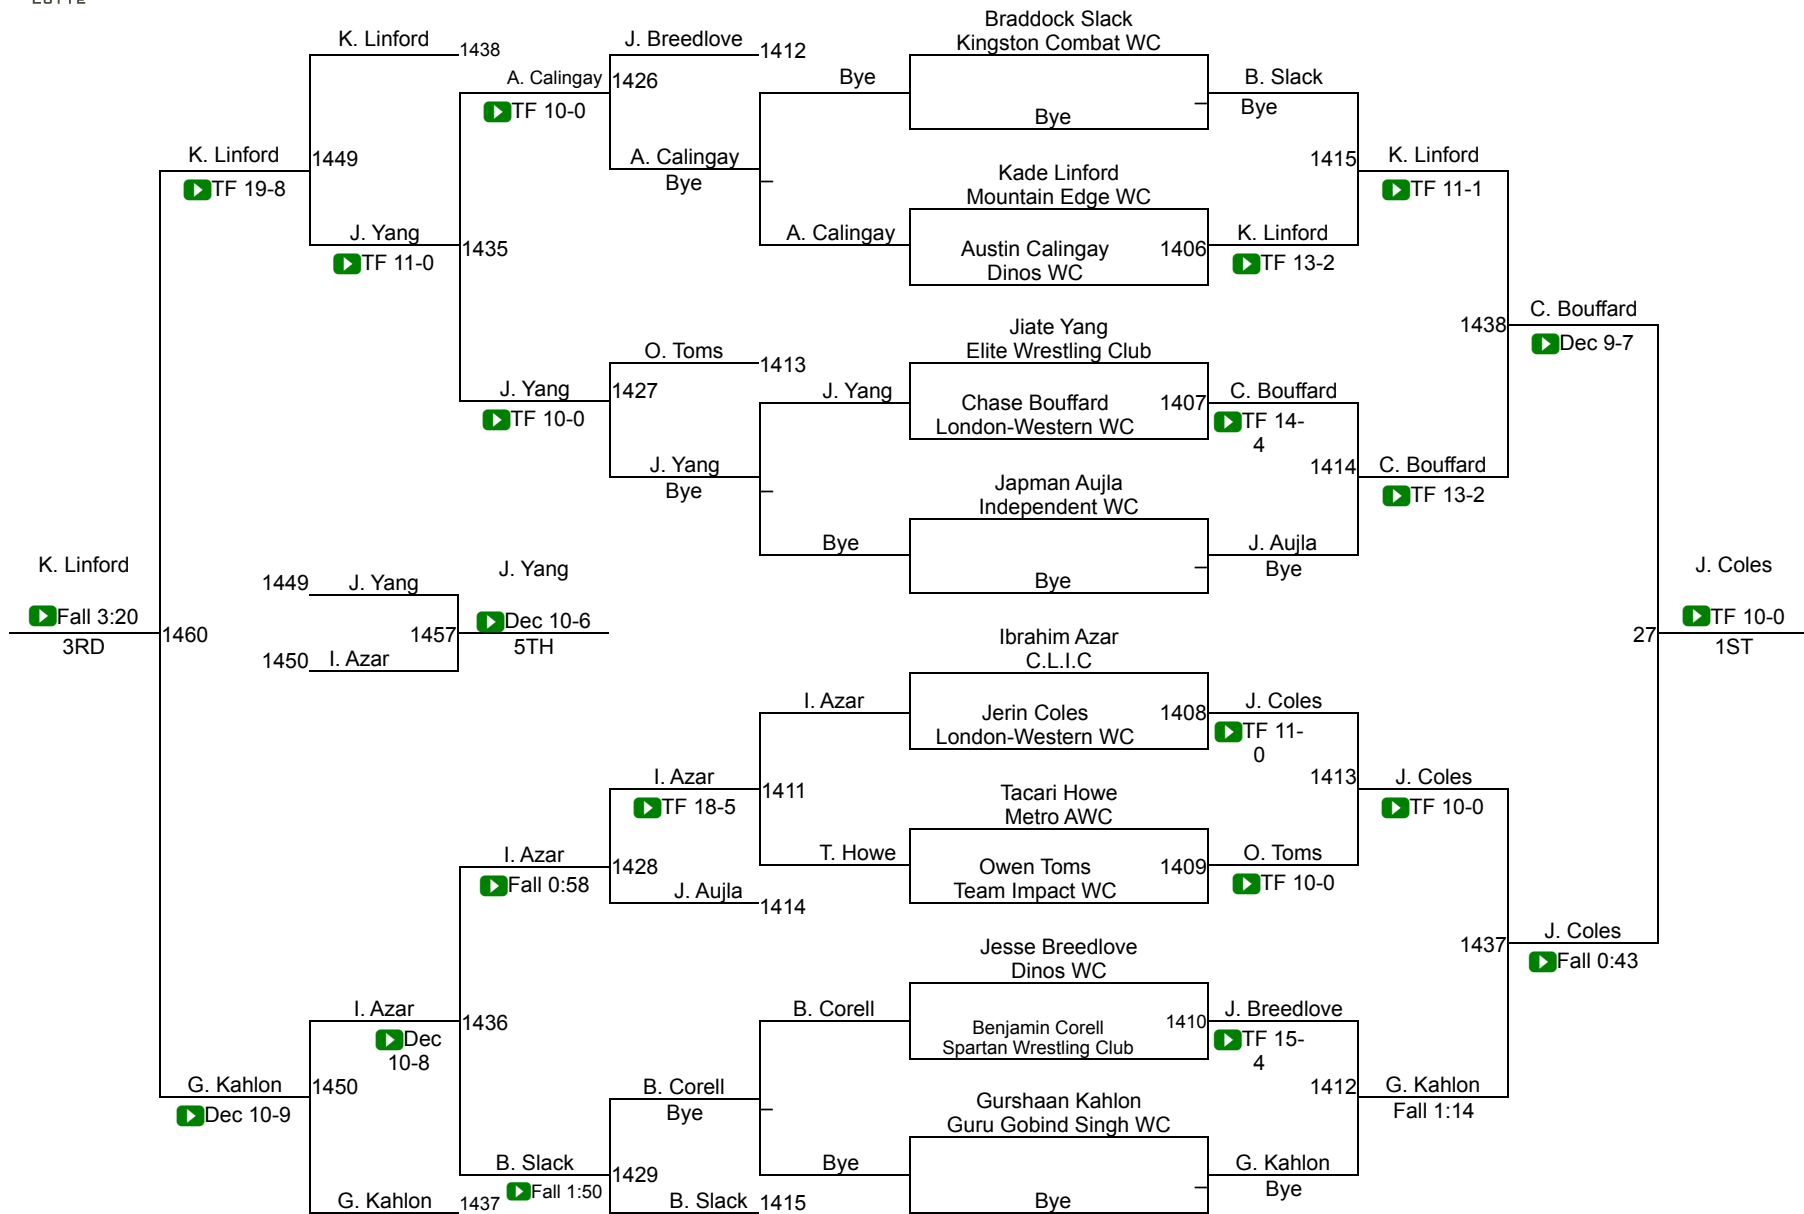 K. Linford
1438
J. Breedlove
1412
Braddock Slack
Kingston Combat WC
A. Calingay
1426
TF 10-0
Bye
Bye
B. Slack
Bye
A. Calingay
Bye
K. Linford
1449
TF 19-8
Kade Linford
Mountain Edge WC
1415
K. Linford
TF 11-1
J. Yang
1435
TF 11-0
A. Calingay
Austin Calingay
Dinos WC
1406
K. Linford
TF 13-2
Jiate Yang
Elite Wrestling Club
O. Toms
1413
1438
C. Bouffard
Dec 9-7
J. Yang
1427
TF 10-0
J. Yang
Chase Bouffard
London-Western WC
1407
C. Bouffard
TF 14-
4
J. Yang
Bye
Japman Aujla
Independent WC
1414
C. Bouffard
TF 13-2
Bye
Bye
J. Aujla
Bye
K. Linford
Fall 3:20
3RD
1460
1449
J. Yang
1450
I. Azar
1457
J. Yang
Dec 10-6
5TH
Ibrahim Azar
C.L.I.C
27
J. Coles
TF 10-0
1ST
I. Azar
Jerin Coles
London-Western WC
1408
J. Coles
TF 11-
0
I. Azar
1411
TF 18-5
Tacari Howe
Metro AWC
1413
J. Coles
TF 10-0
I. Azar
1428
Fall 0:58
T. Howe
Owen Toms
Team Impact WC
1409
O. Toms
TF 10-0
J. Aujla
1414
Jesse Breedlove
Dinos WC
1437
J. Coles
Fall 0:43
I. Azar
1436
Dec
10-8
B. Corell
Benjamin Corell
Spartan Wrestling Club
1410
J. Breedlove
TF 15-
4
G. Kahlon
1450
Dec 10-9
B. Corell
Bye
Gurshaan Kahlon
Guru Gobind Singh WC
1412
G. Kahlon
Fall 1:14
B. Slack
1429
Fall 1:50
Bye
Bye
G. Kahlon
Bye
G. Kahlon
1437
B. Slack
1415